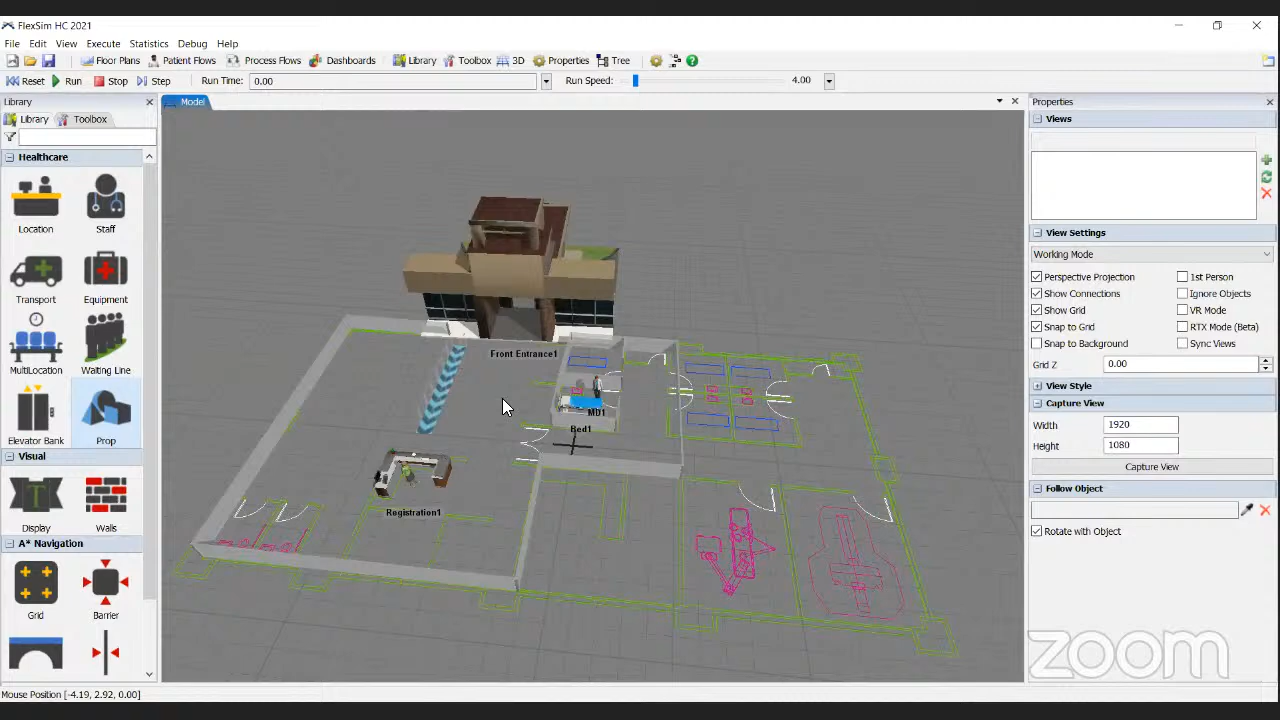 FlexSim HC 2021
File Edit View Execute Statistics Debug Help
Floor Plans Patient Flows Process Flows Dashboards Library Toolbox 3D Properties Tree
Reset Run Stop Step Run Time: 0.00 Run Speed: 4.00
Library
Library Toolbox
Healthcare
Location Staff
Transport Equipment
MultiLocation Waiting Line
Elevator Bank Prop
Visual
Display Walls
A* Navigation
Grid Barrier
Model
Front Entrance1
MD1
Bed1
Registration1
Properties
Views
View Settings
Working Mode
Perspective Projection 1st Person
Show Connections Ignore Objects
Show Grid VR Mode
Snap to Grid RTX Mode (Beta)
Snap to Background Sync Views
Grid Z 0.00
View Style
Capture View
Width 1920
Height 1080
Capture View
Follow Object
Rotate with Object
zoom
Mouse Position [-4.19, 2.92, 0.00]